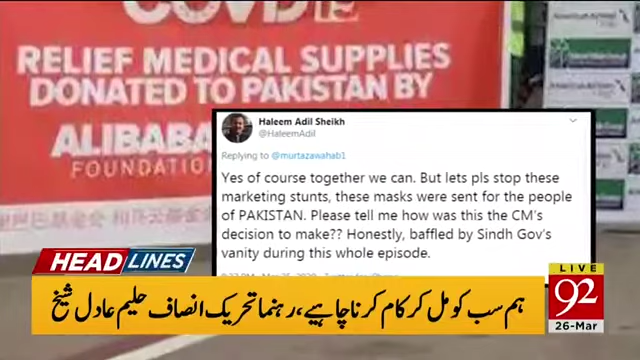 COVID 19
RELIEF MEDICAL SUPPLIES
DONATED TO PAKISTAN BY
ALIBABA
FOUNDATION
Haleem Adil Sheikh
@HaleemAdil
Replying to @murtazawahab1
Yes of course together we can. But lets pls stop these
marketing stunts, these masks were sent for the people
of PAKISTAN. Please tell me how was this the CM's
decision to make?? Honestly, baffled by Sindh Gov's
vanity during this whole episode.
HEADLINES
ہم سب کو مل کر کام کرنا چاہیے، رہنما تحریک انصاف حلیم عادل شیخ
LIVE
92
26-Mar